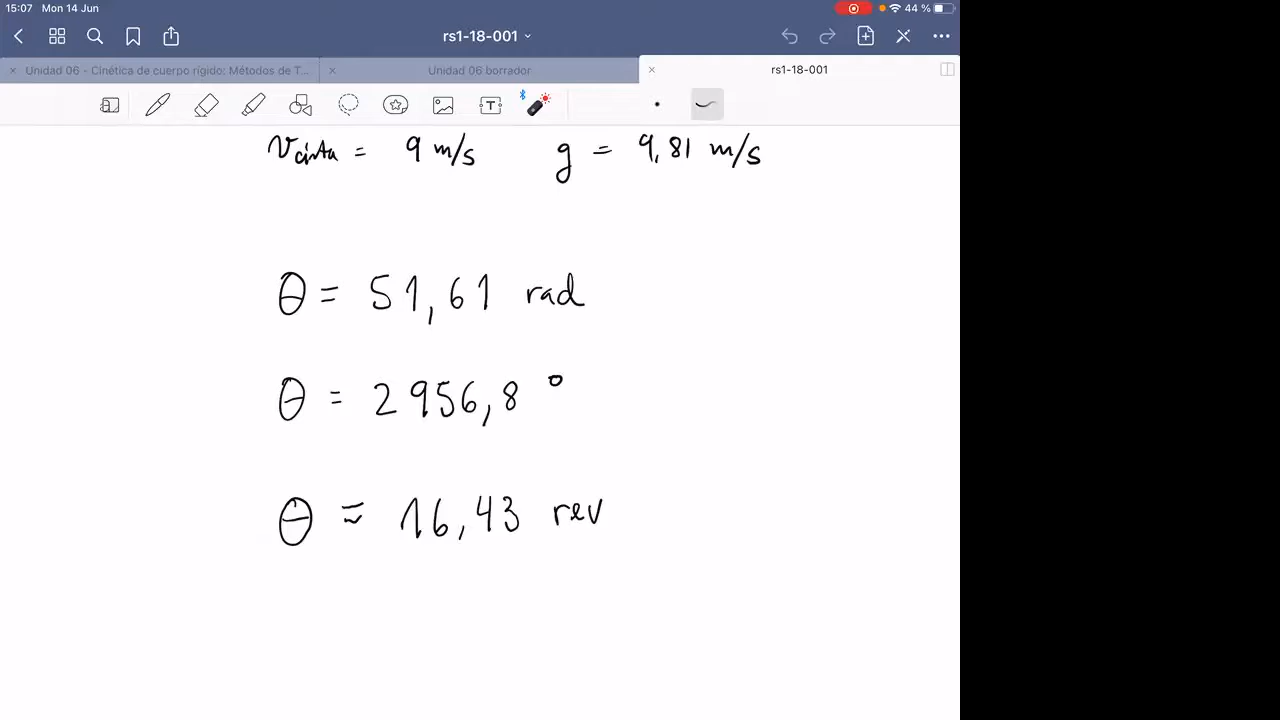 15:07 Mon 14 Jun 44 %
rs1-18-001
Unidad 06 - Cinética de cuerpo rígido: Métodos de T... Unidad 06 borrador rs1-18-001
v cinta = 9 m/s g = 9,81 m/s
θ = 51,61 rad
θ = 2956,8 °
θ ≈ 16,43 rev